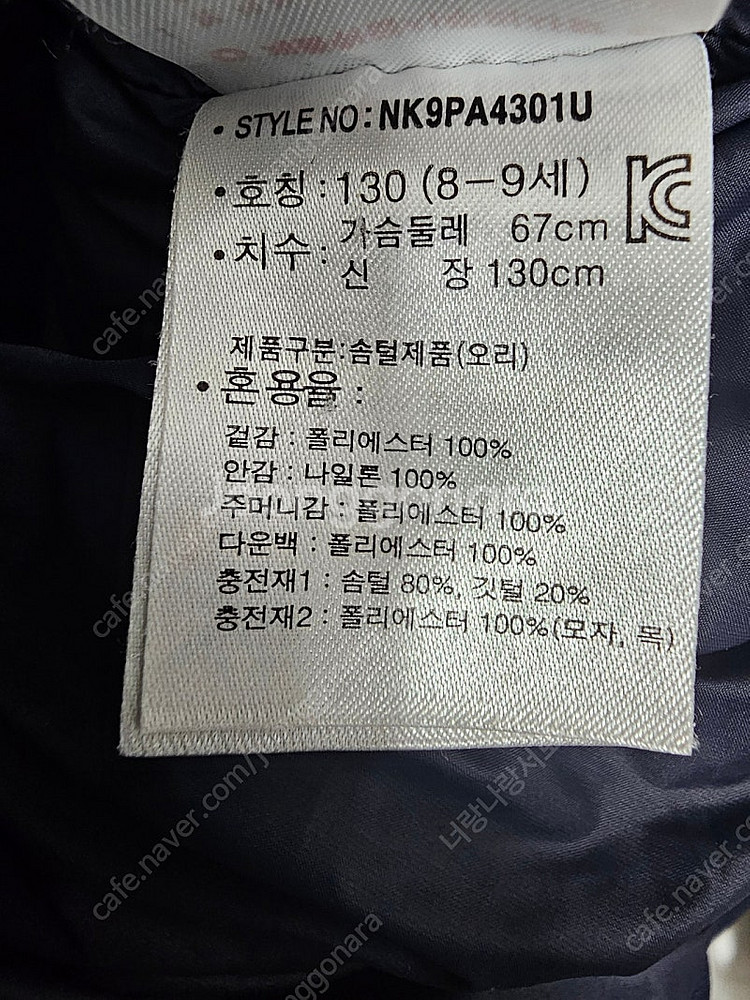 • STYLE NO : NK9PA4301U
• 호칭 : 130 (8-9세)
• 치수 : 가슴둘레 67cm
신 장 130cm
제품구분:솜털제품(오리)
• 혼용율 :
겉감 : 폴리에스터 100%
안감 : 나일론 100%
주머니감 : 폴리에스터 100%
다운백 : 폴리에스터 100%
충전재1 : 솜털 80%, 깃털 20%
충전재2 : 폴리에스터 100%(모자, 목)
cafe.naver.com